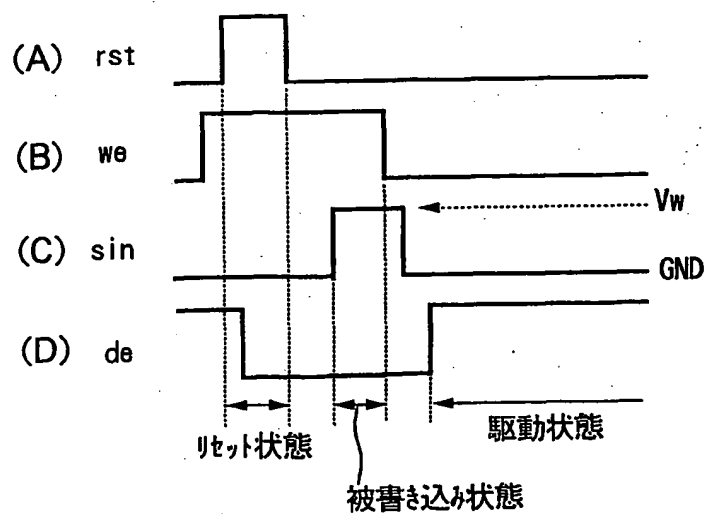 (A) rst
(B) we
Vw
(C) sin
GND
(D) de
リセット状態
駆動状態
被書き込み状態